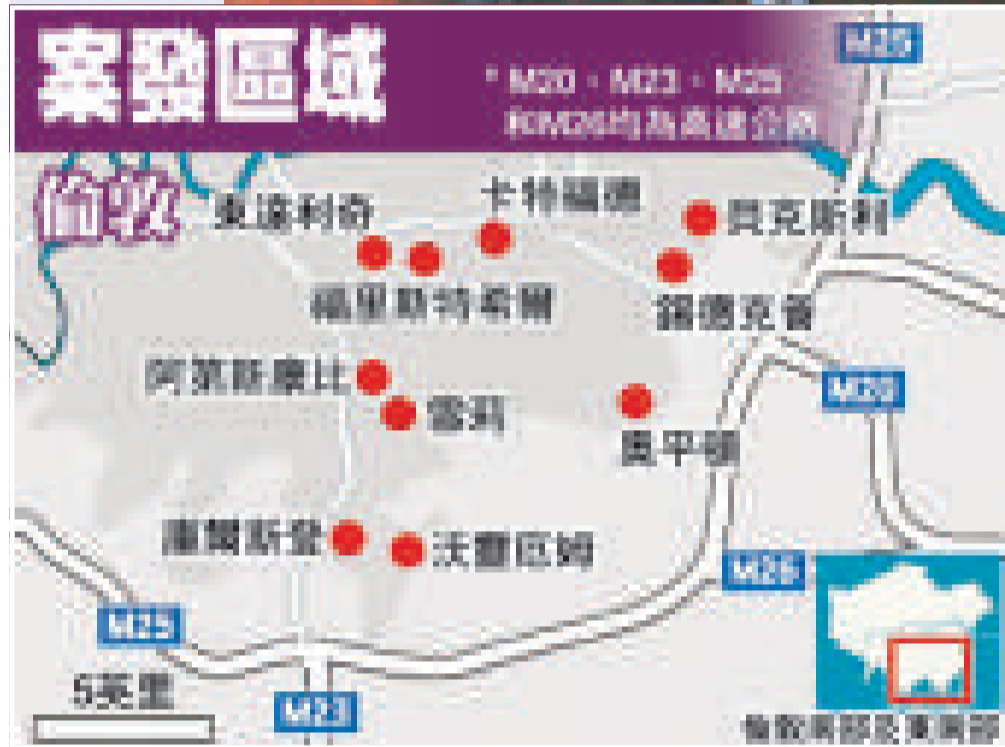 案發區域
* M20、M23、M25
和M26均為高速公路
M25
倫敦
東達利奇
卡特福德
貝克斯利
福里斯特希爾
錫德克普
阿第斯康比
雪莉
M20
奧平頓
庫爾斯登
沃靈厄姆
M26
M25
5英里
M23
倫敦南部及東南部